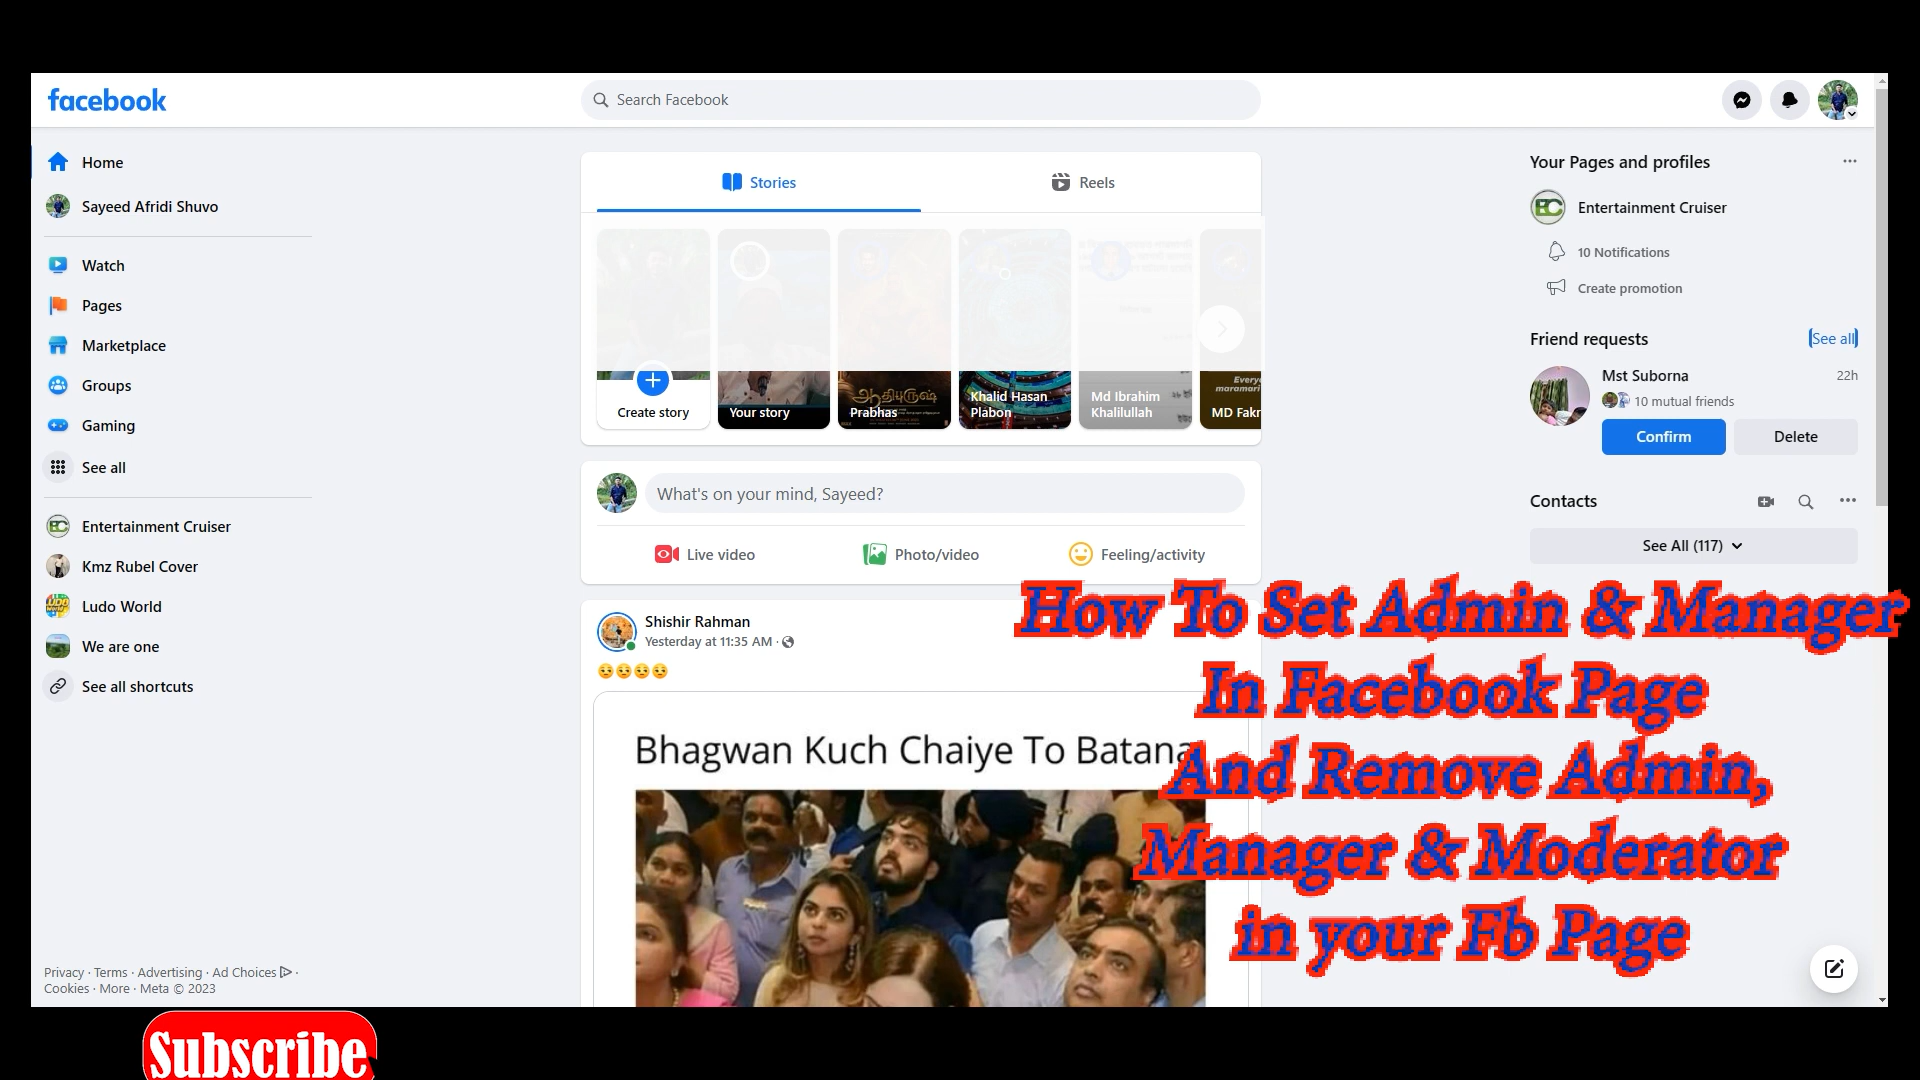 facebook
Search Facebook
Home
Sayeed Afridi Shuvo
Watch
Pages
Marketplace
Groups
Gaming
See all
Entertainment Cruiser
Kmz Rubel Cover
Ludo World
We are one
See all shortcuts
Privacy · Terms · Advertising · Ad Choices ·
Cookies · More · Meta © 2023
Stories
Reels
Create story
Your story
ஆதிபுருஷ்
Prabhas
Khalid Hasan
Plabon
Md Ibrahim
Khalilullah
Every
maramari
MD Fakr
What's on your mind, Sayeed?
Live video
Photo/video
Feeling/activity
Shishir Rahman
Yesterday at 11:35 AM ·
😒😒😒😒
Bhagwan Kuch Chaiye To Batana
Your Pages and profiles
Entertainment Cruiser
10 Notifications
Create promotion
Friend requests
See all
Mst Suborna
22h
10 mutual friends
Confirm
Delete
Contacts
See All (117)
How To Set Admin & Manager
In Facebook Page
And Remove Admin,
Manager & Moderator
in your Fb Page
Subscribe